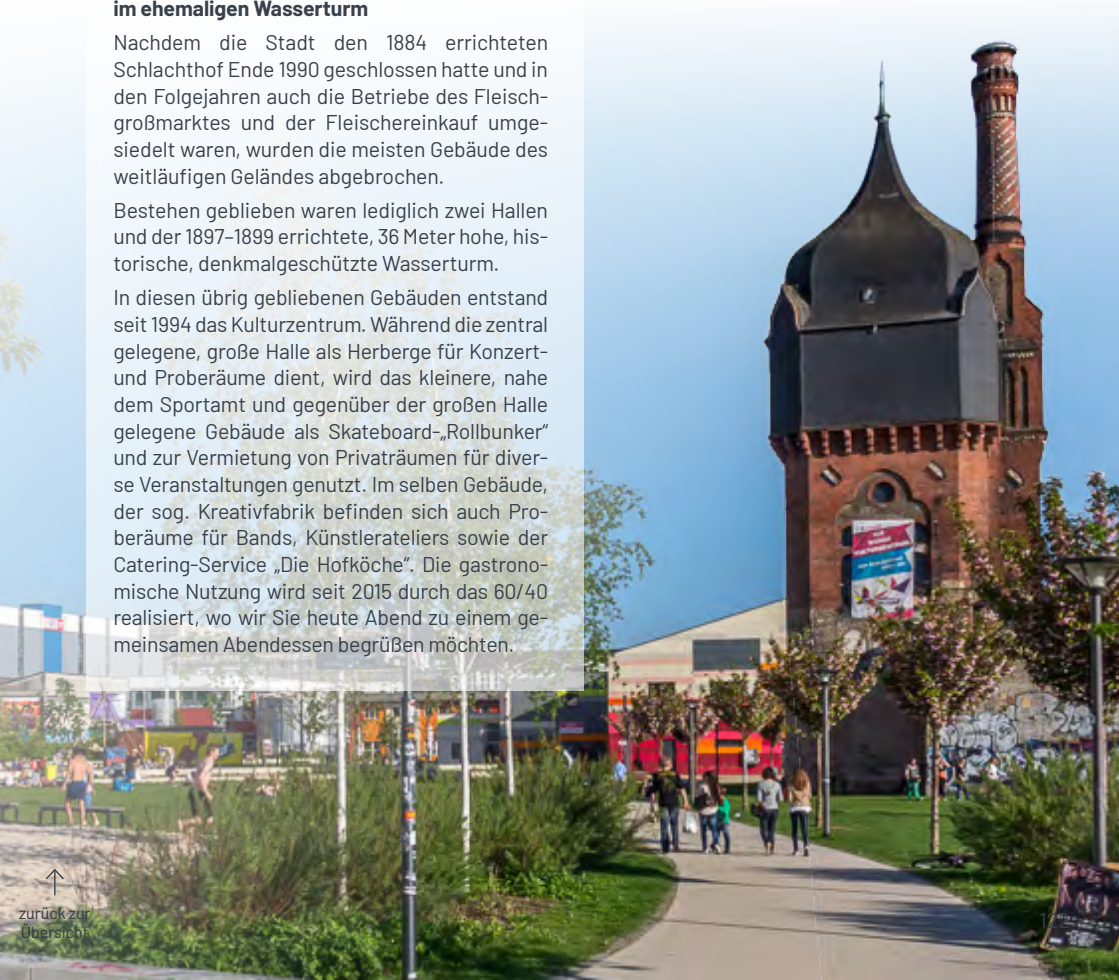 im ehemaligen Wasserturm
Nachdem die Stadt den 1884 errichteten
Schlachthof Ende 1990 geschlossen hatte und in
den Folgejahren auch die Betriebe des Fleisch-
großmarktes und der Fleischereinkauf umge-
siedelt waren, wurden die meisten Gebäude des
weitläufigen Geländes abgebrochen.
Bestehen geblieben waren lediglich zwei Hallen
und der 1897–1899 errichtete, 36 Meter hohe, his-
torische, denkmalgeschützte Wasserturm.
In diesen übrig gebliebenen Gebäuden entstand
seit 1994 das Kulturzentrum. Während die zentral
gelegene, große Halle als Herberge für Konzert-
und Proberäume dient, wird das kleinere, nahe
dem Sportamt und gegenüber der großen Halle
gelegene Gebäude als Skateboard-„Rollbunker“
und zur Vermietung von Privaträumen für diver-
se Veranstaltungen genutzt. Im selben Gebäude,
der sog. Kreativfabrik befinden sich auch Pro-
beräume für Bands, Künstlerateliers sowie der
Catering-Service „Die Hofköche“. Die gastrono-
mische Nutzung wird seit 2015 durch das 60/40
realisiert, wo wir Sie heute Abend zu einem ge-
meinsamen Abendessen begrüßen möchten.
zurück zur
Übersicht